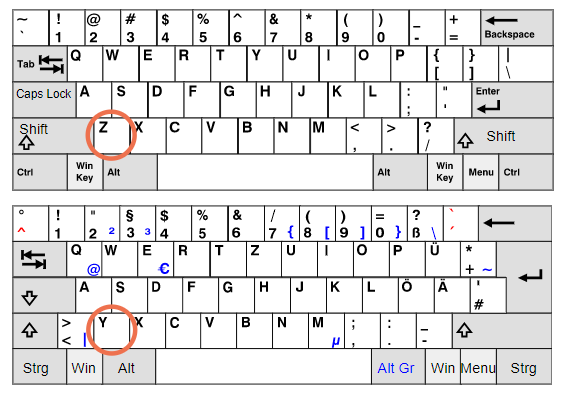 ~ ! @ # $ % ^ & * ( ) _ +
` 1 2 3 4 5 6 7 8 9 0 - = Backspace
Tab Q W E R T Y U I O P { } |
[ ] \
Caps Lock A S D F G H J K L : " Enter
; '
Shift Z X C V B N M < > ? Shift
, . /
Ctrl Win Key Alt Alt Win Key Menu Ctrl
° ! " § $ % & / ( ) = ? `
^ 1 2 ² 3 ³ 4 5 6 7 { 8 [ 9 ] 0 } ß \ ´
Q W E R T Z U I O P Ü *
@ € + ~
A S D F G H J K L Ö Ä '
#
> Y X C V B N M ; : _
< | µ , . -
Strg Win Alt Alt Gr Win Menu Strg